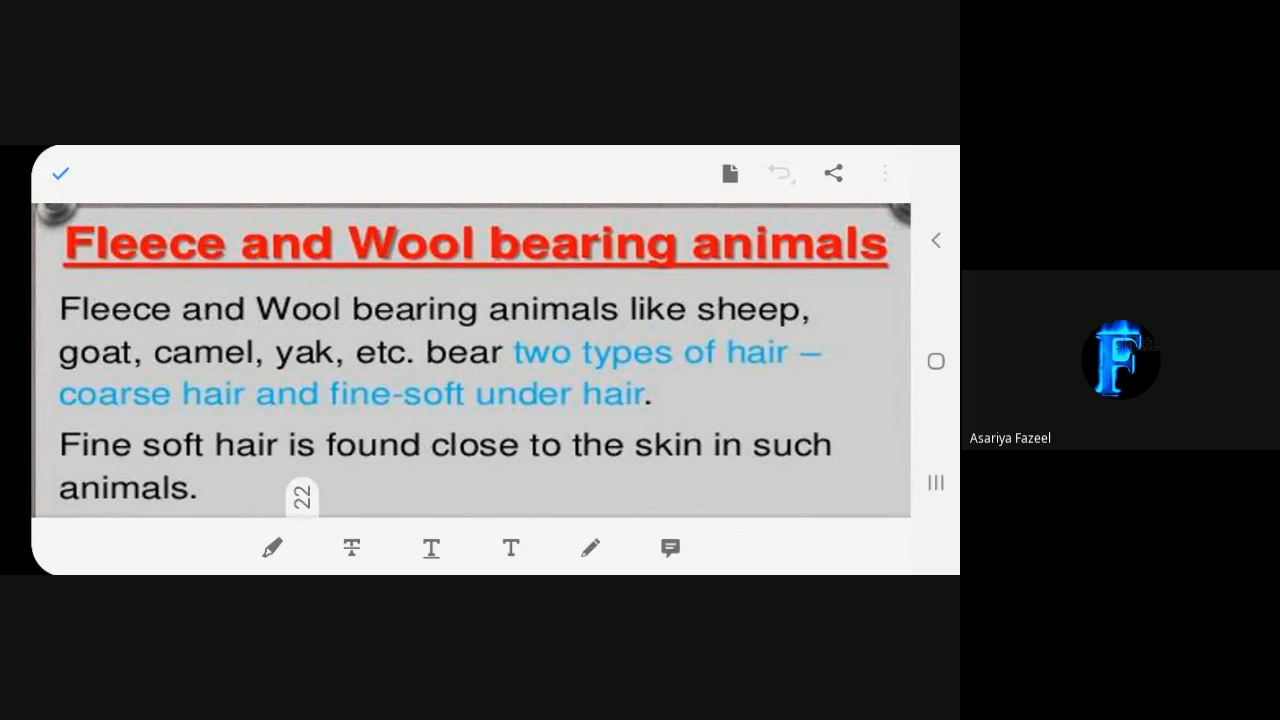 Fleece and Wool bearing animals
Fleece and Wool bearing animals like sheep,
goat, camel, yak, etc. bear two types of hair –
coarse hair and fine-soft under hair.
Fine soft hair is found close to the skin in such
animals.
22
F
Asariya Fazeel